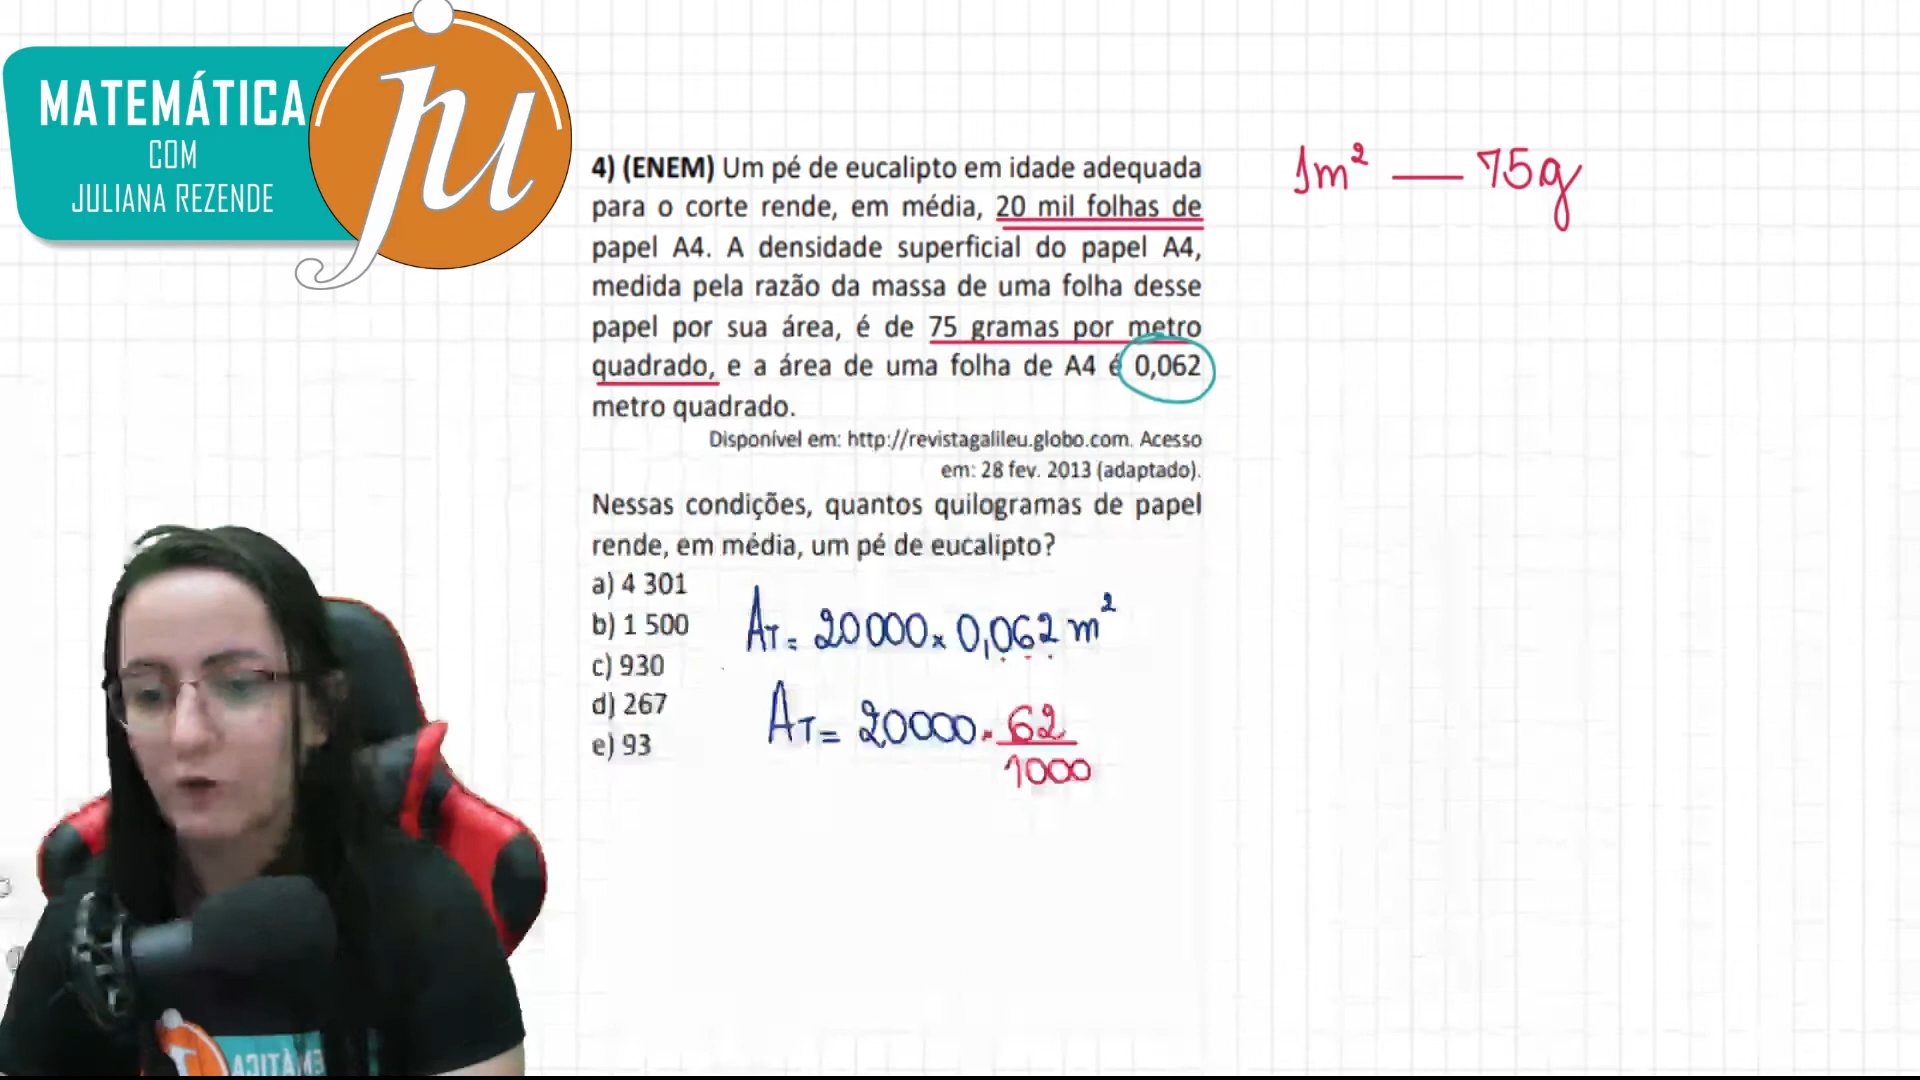 MATEMÁTICA
COM
JULIANA REZENDE
ju
4) (ENEM) Um pé de eucalipto em idade adequada
para o corte rende, em média, 20 mil folhas de
papel A4. A densidade superficial do papel A4,
medida pela razão da massa de uma folha desse
papel por sua área, é de 75 gramas por metro
quadrado, e a área de uma folha de A4 é 0,062
metro quadrado.
Disponível em: http://revistagalileu.globo.com. Acesso
em: 28 fev. 2013 (adaptado).
Nessas condições, quantos quilogramas de papel
rende, em média, um pé de eucalipto?
a) 4 301
b) 1 500
c) 930
d) 267
e) 93
A_T = 20000 × 0,062 m²
A_T = 20000 · 62/1000
1m² — 75g